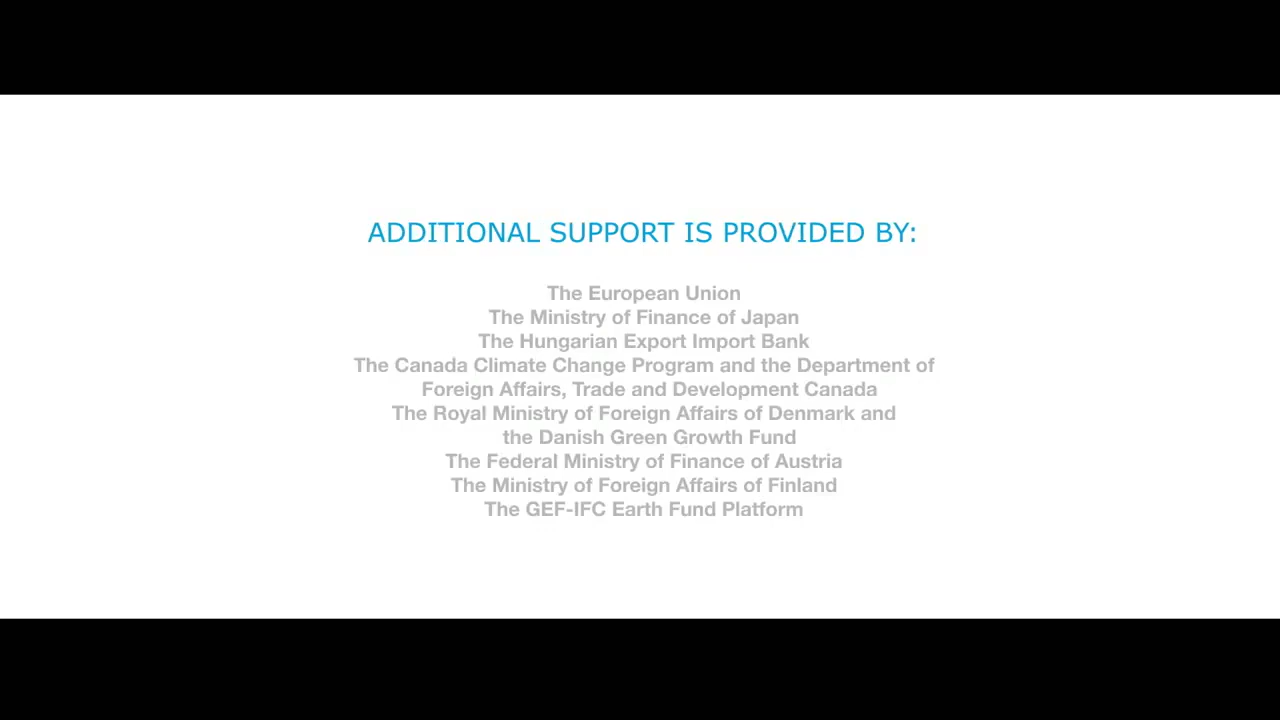 ADDITIONAL SUPPORT IS PROVIDED BY:
The European Union
The Ministry of Finance of Japan
The Hungarian Export Import Bank
The Canada Climate Change Program and the Department of
Foreign Affairs, Trade and Development Canada
The Royal Ministry of Foreign Affairs of Denmark and
the Danish Green Growth Fund
The Federal Ministry of Finance of Austria
The Ministry of Foreign Affairs of Finland
The GEF-IFC Earth Fund Platform